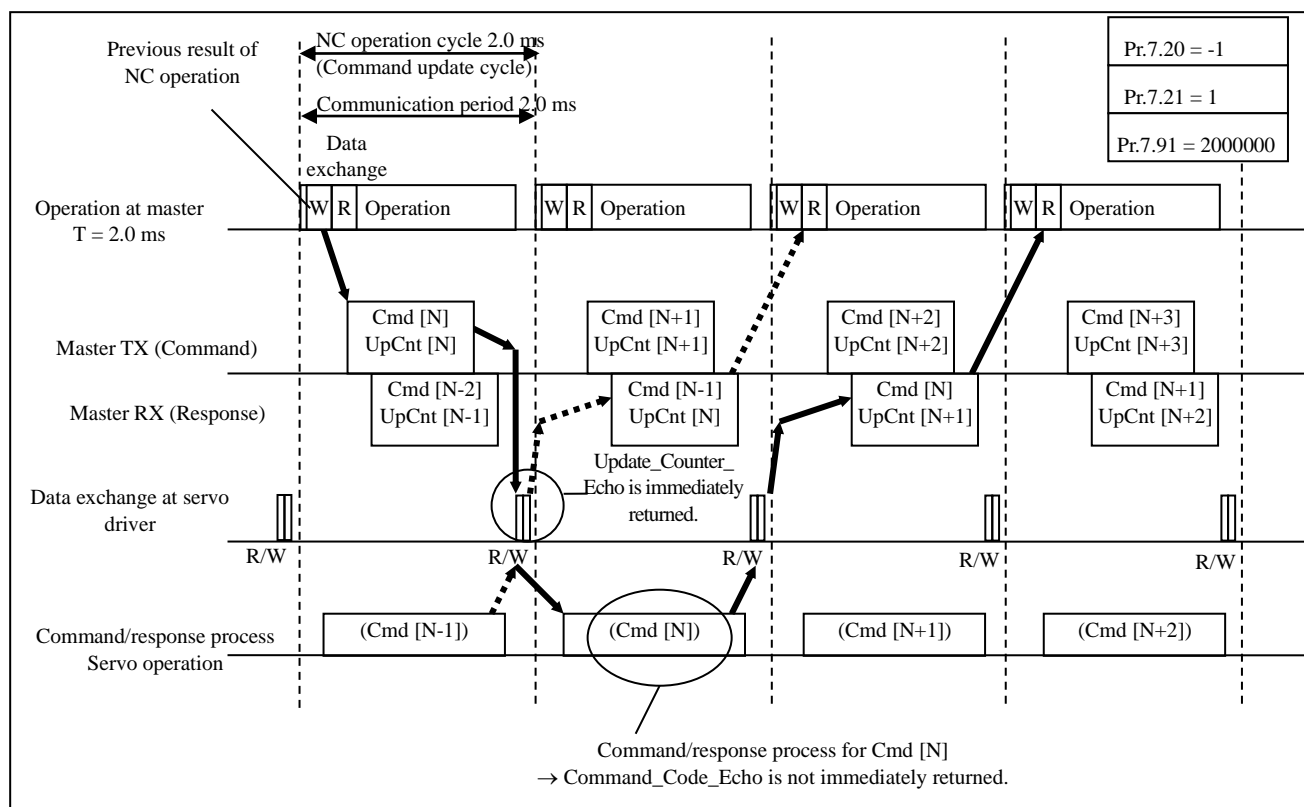 Previous result of
NC operation
NC operation cycle 2.0 ms
(Command update cycle)
Communication period 2.0 ms
Data
exchange
Pr.7.20 = -1
Pr.7.21 = 1
Pr.7.91 = 2000000
Operation at master
T = 2.0 ms
W R Operation
W R Operation
W R Operation
W R Operation
Master TX (Command)
Cmd [N]
UpCnt [N]
Cmd [N+1]
UpCnt [N+1]
Cmd [N+2]
UpCnt [N+2]
Cmd [N+3]
UpCnt [N+3]
Master RX (Response)
Cmd [N-2]
UpCnt [N-1]
Cmd [N-1]
UpCnt [N]
Cmd [N]
UpCnt [N+1]
Cmd [N+1]
UpCnt [N+2]
Update_Counter_
Echo is immediately
returned.
Data exchange at servo
driver
R/W
R/W
R/W
R/W
R/W
Command/response process
Servo operation
(Cmd [N-1])
(Cmd [N])
(Cmd [N+1])
(Cmd [N+2])
Command/response process for Cmd [N]
→ Command_Code_Echo is not immediately returned.